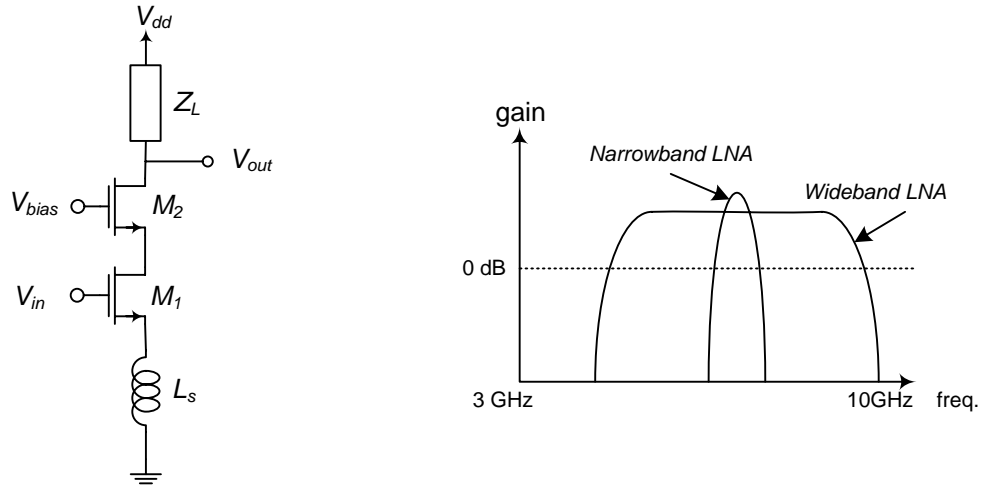 V_dd
Z_L
V_out
V_bias
M_2
V_in
M_1
L_s
gain
Narrowband LNA
Wideband LNA
0 dB
3 GHz
10GHz
freq.